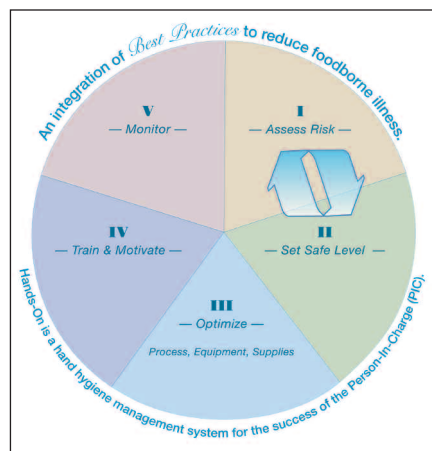 An integration of Best Practices to reduce foodborne illness.
V
— Monitor —
I
— Assess Risk —
IV
— Train & Motivate —
II
— Set Safe Level —
III
— Optimize —
Process, Equipment, Supplies
Hands-On is a hand hygiene management system for the success of the Person-In-Charge (PIC).